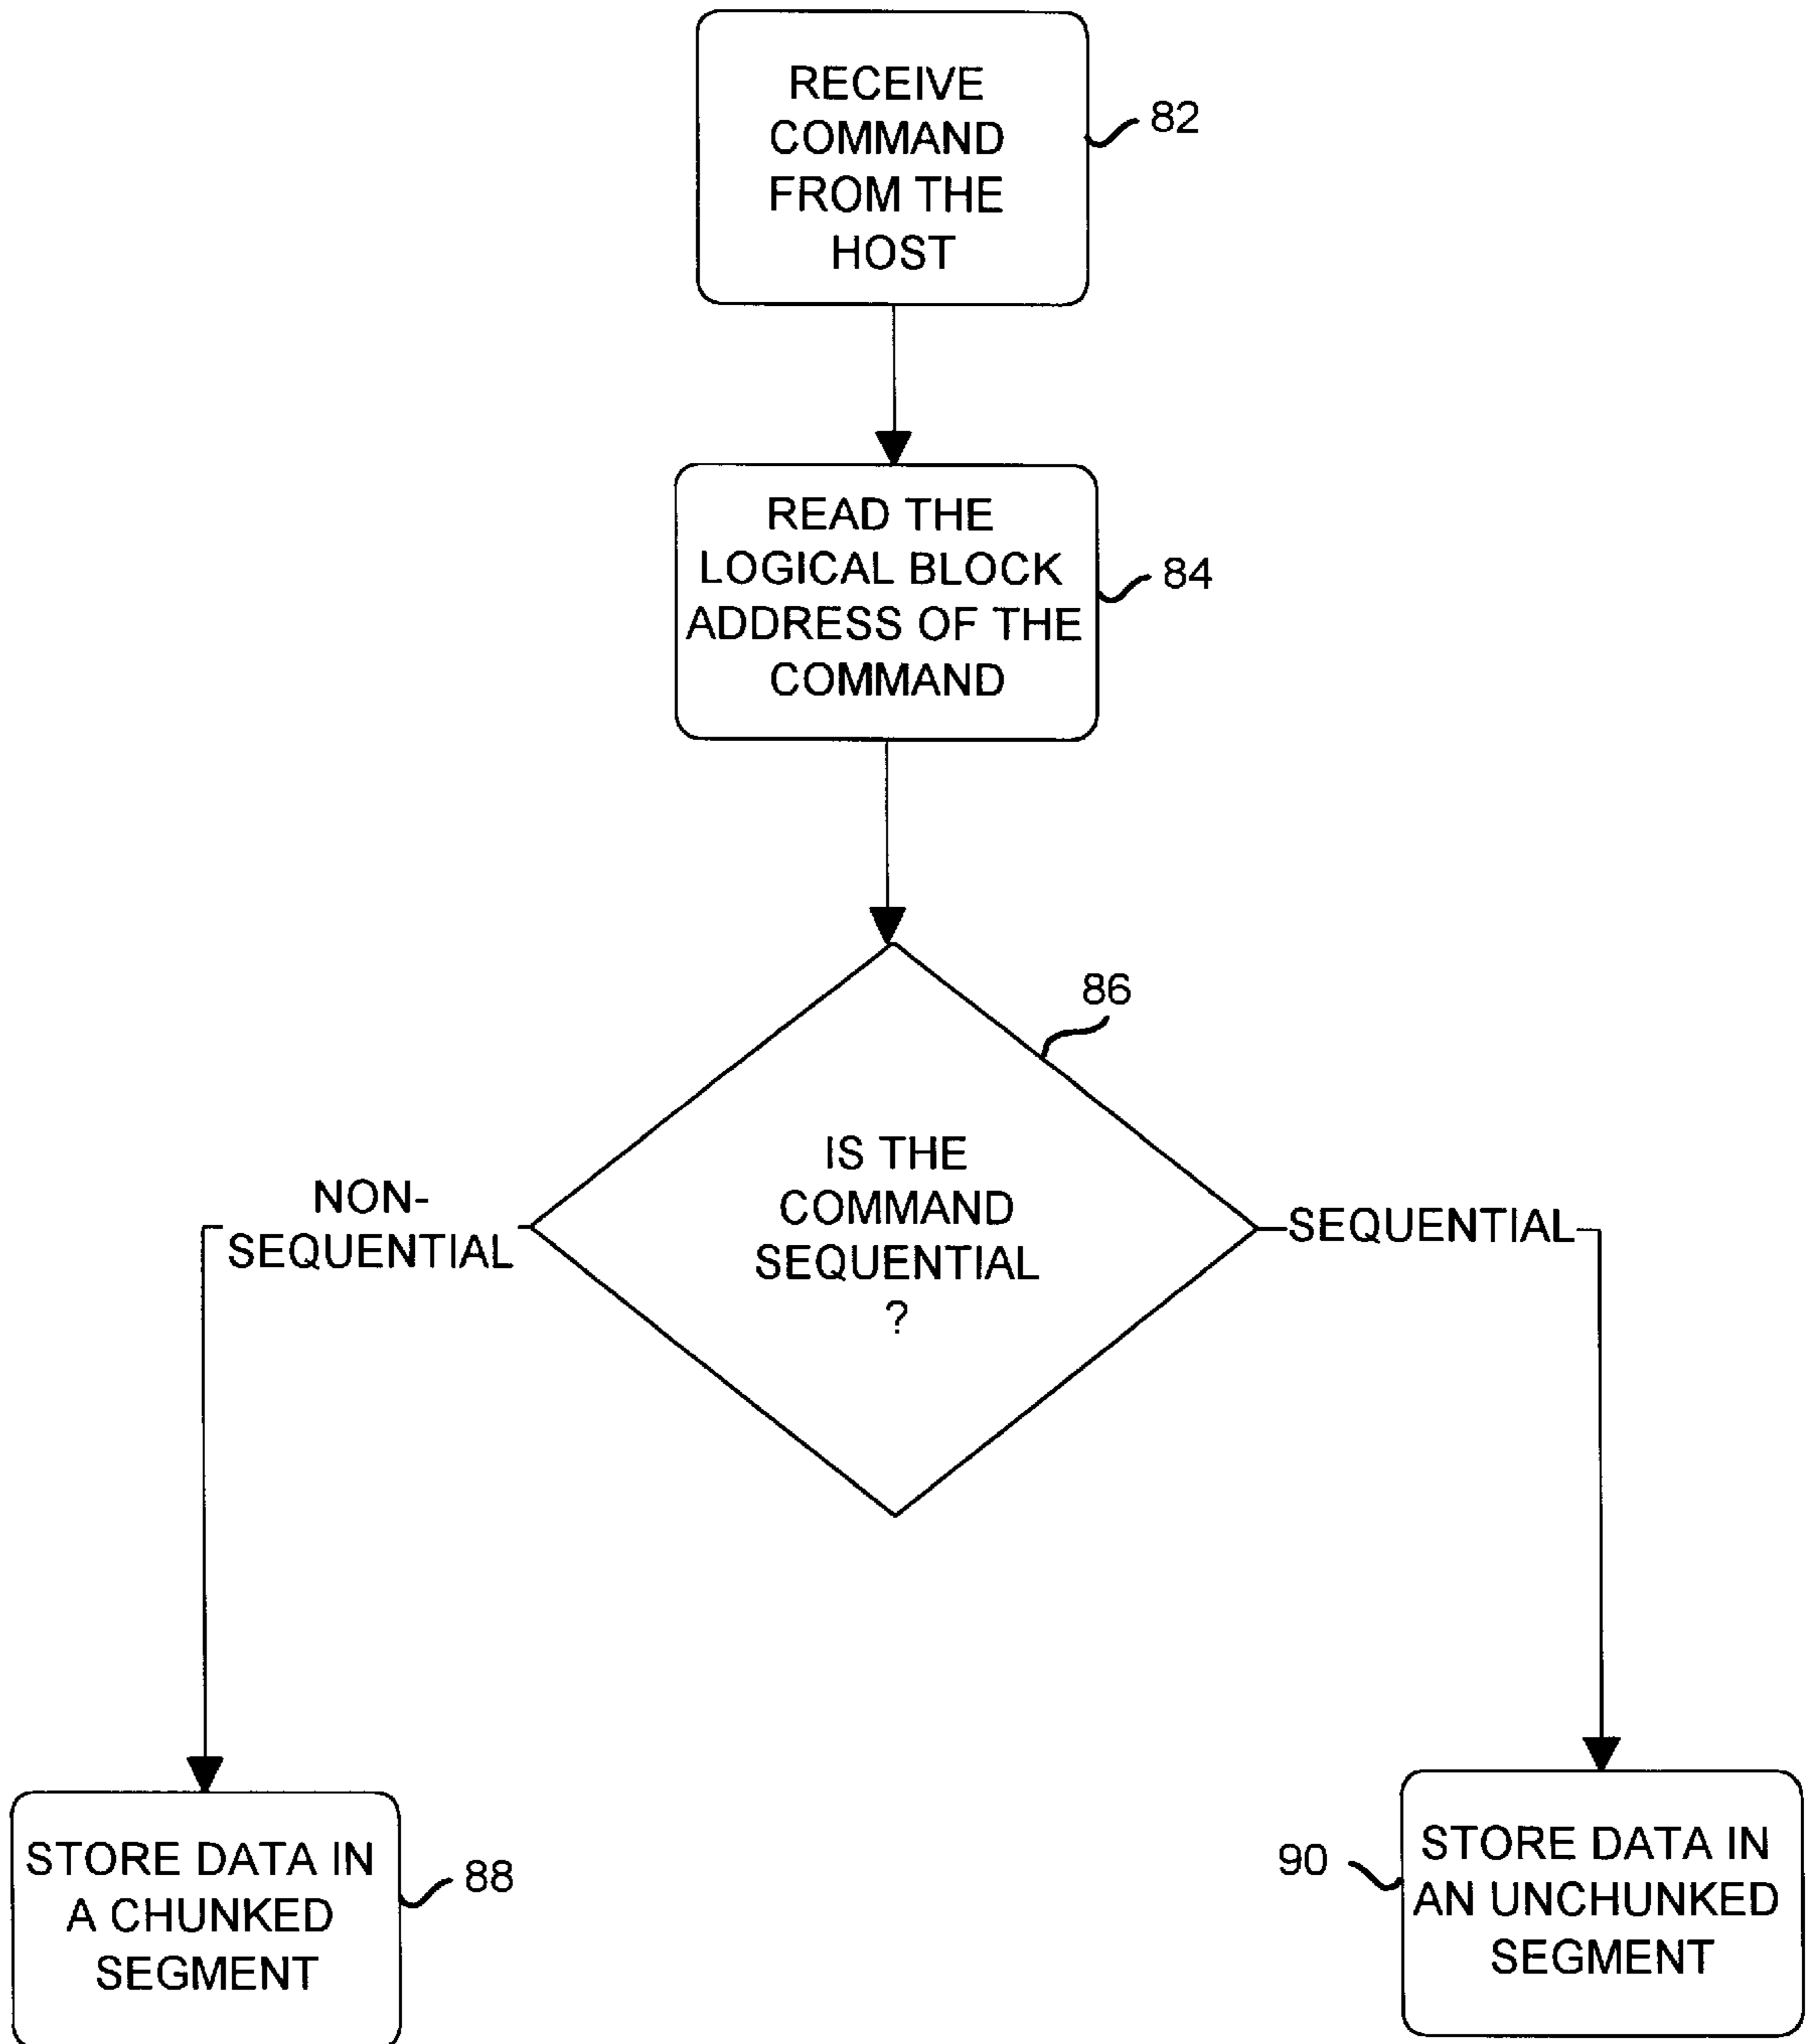 RECEIVE
COMMAND
FROM THE
HOST
82
READ THE
LOGICAL BLOCK
ADDRESS OF THE
COMMAND
84
86
IS THE
COMMAND
SEQUENTIAL
?
NON-
SEQUENTIAL
SEQUENTIAL
STORE DATA IN
A CHUNKED
SEGMENT
88
90
STORE DATA IN
AN UNCHUNKED
SEGMENT